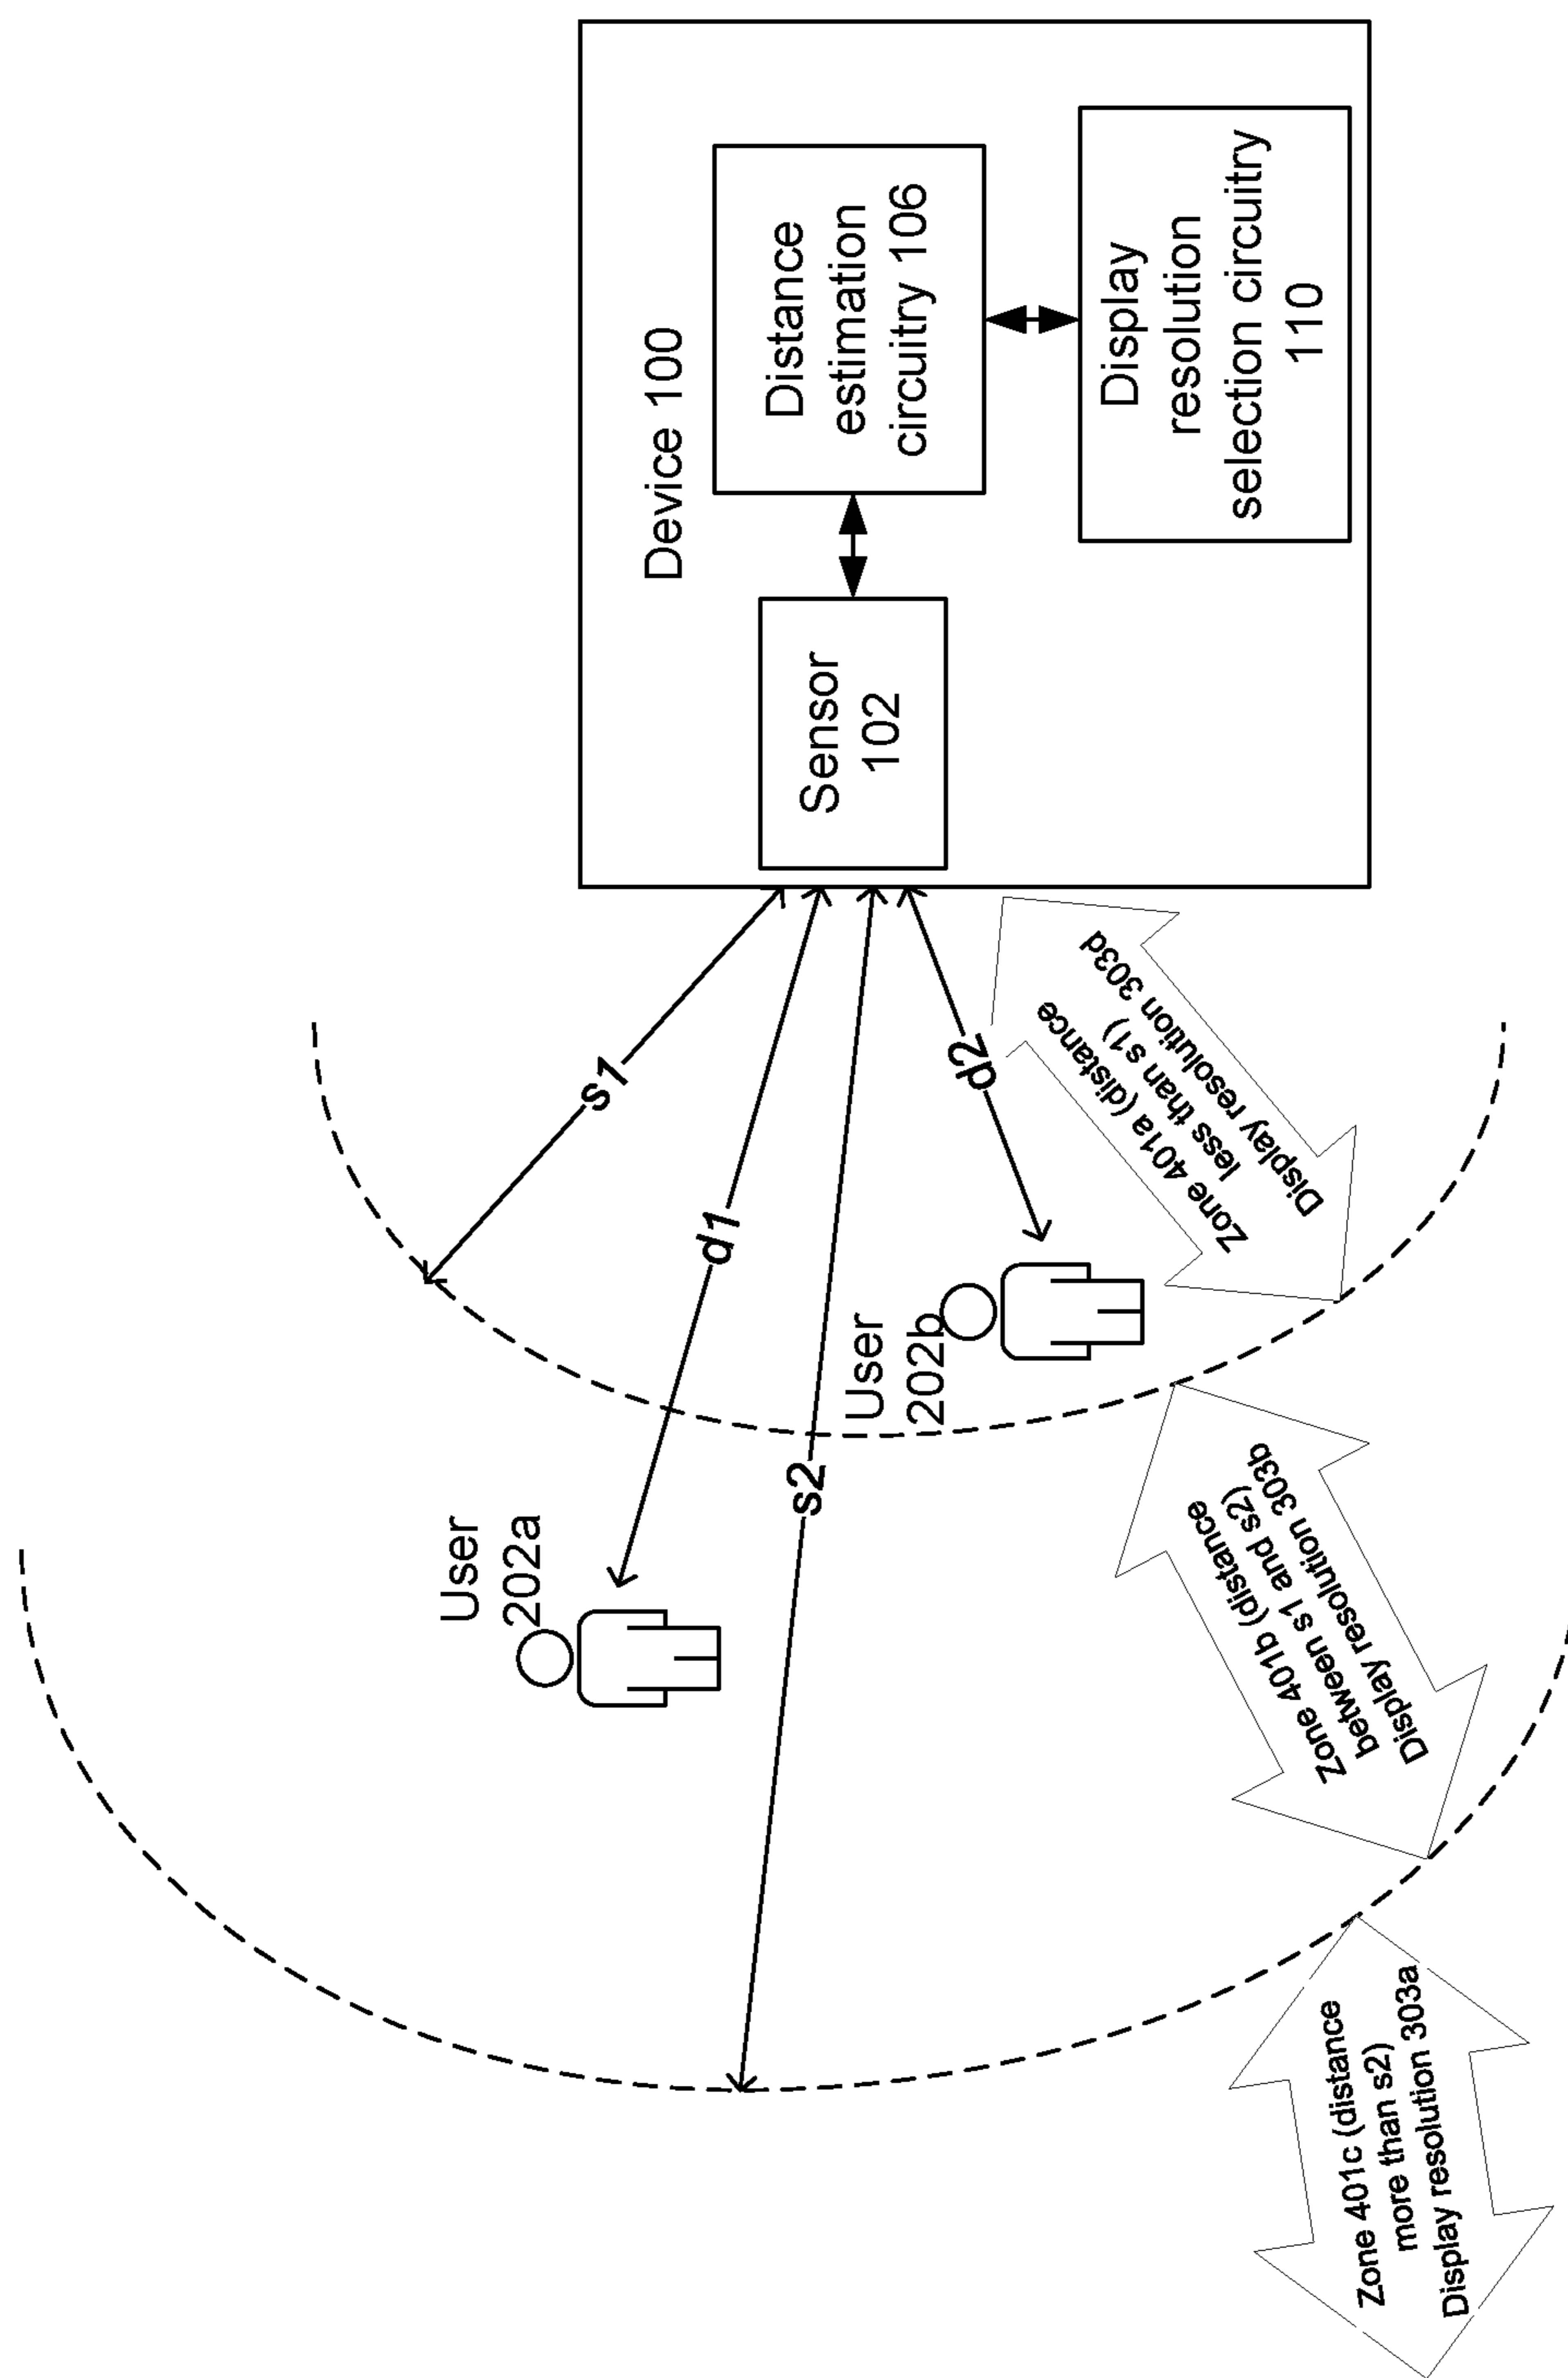 Device 100
Sensor
102
Distance
estimation
circuitry 106
Display
resolution
selection circuitry
110
s1
d1
s2
d2
User
202a
User
202b
Zone 401a (distance
less than s1)
Display resolution 303d
Zone 401b (distance
between s1 and s2)
Display resolution 303b
Zone 401c (distance
more than s2)
Display resolution 303a